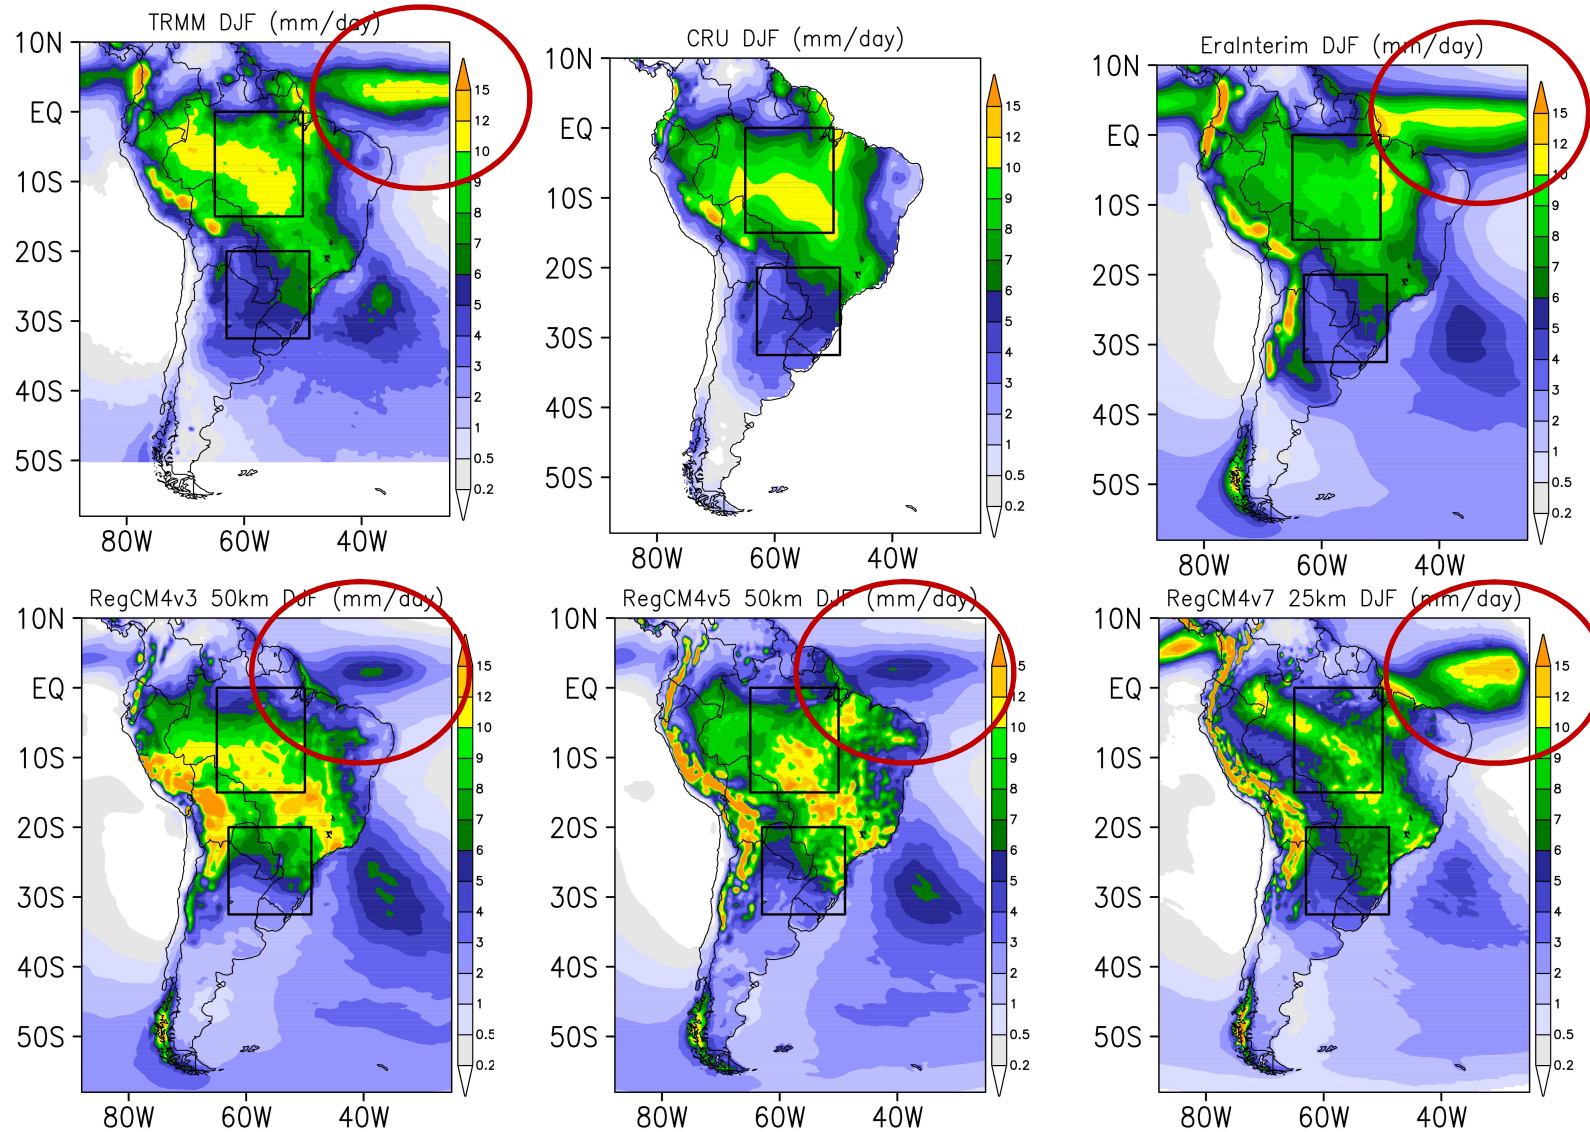 TRMM DJF (mm/day)
10N
EQ
10S
20S
30S
40S
50S
80W
60W
40W
15
12
10
9
8
7
6
5
4
3
2
1
0.5
0.2
CRU DJF (mm/day)
10N
EQ
10S
20S
30S
40S
50S
80W
60W
40W
15
12
10
9
8
7
6
5
4
3
2
1
0.5
0.2
EraInterim DJF (mm/day)
10N
EQ
10S
20S
30S
40S
50S
80W
60W
40W
15
12
10
9
8
7
6
5
4
3
2
1
0.5
0.2
RegCM4v3 50km DJF (mm/day)
10N
EQ
10S
20S
30S
40S
50S
80W
60W
40W
15
12
10
9
8
7
6
5
4
3
2
1
0.5
0.2
RegCM4v5 50km DJF (mm/day)
10N
EQ
10S
20S
30S
40S
50S
80W
60W
40W
5
2
10
9
8
7
6
5
4
3
2
1
0.5
0.2
RegCM4v7 25km DJF (mm/day)
10N
EQ
10S
20S
30S
40S
50S
80W
60W
40W
15
12
10
9
8
7
6
5
4
3
2
1
0.5
0.2